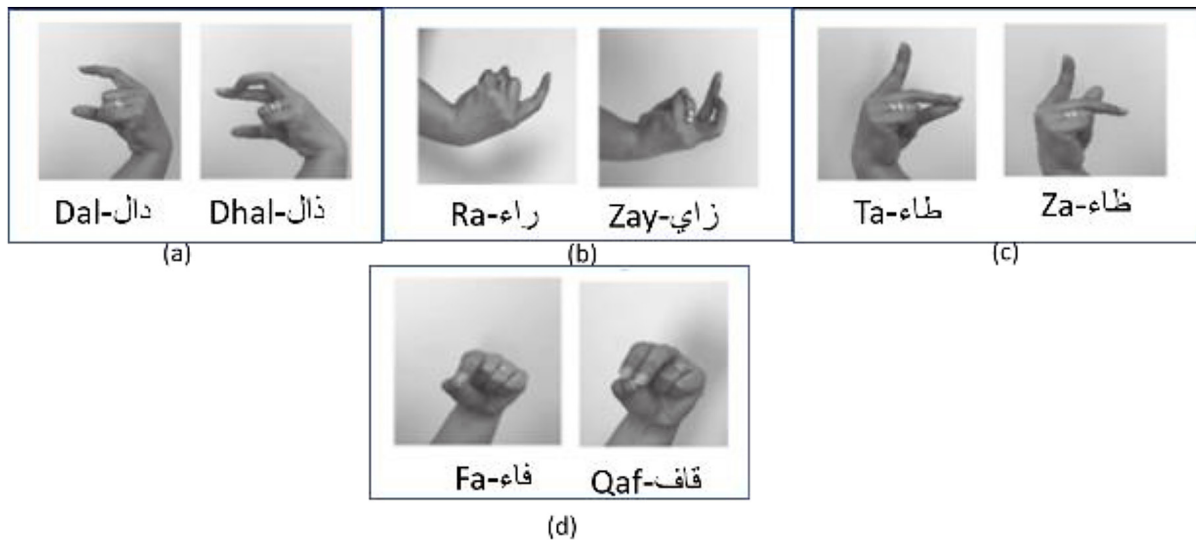 Dal-دال Dhal-ذال
(a)
Ra-راء Zay-زاي
(b)
Ta-طاء Za-ظاء
(c)
Fa-فاء Qaf-قاف
(d)